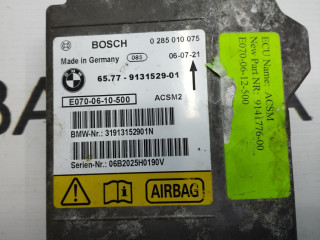 BOSCH 0 285 010 075
Made in Germany 083 06-07-21
65.77 - 9131529-01
E070-06-10-500 ACSM2
BMW-Nr.: 31913152901N
Serien-Nr.: 06B2025H0190V
AIRBAG
ECU Name: ACSM
New Part NR: 9141776-00
E070-06-12-500